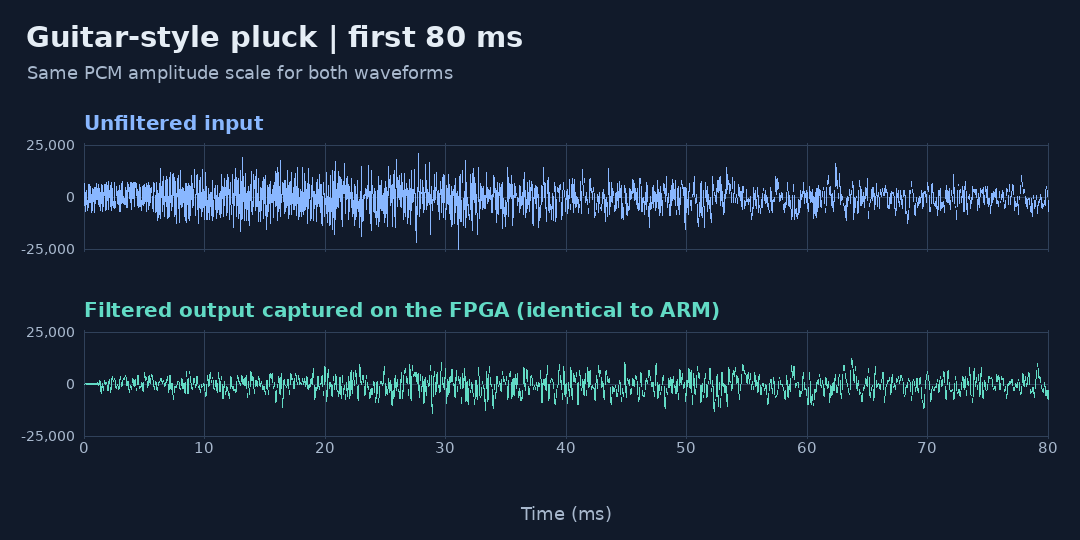 Guitar-style pluck | first 80 ms
Same PCM amplitude scale for both waveforms
Unfiltered input
25,000
0
-25,000
Filtered output captured on the FPGA (identical to ARM)
25,000
0
-25,000
0 10 20 30 40 50 60 70 80
Time (ms)